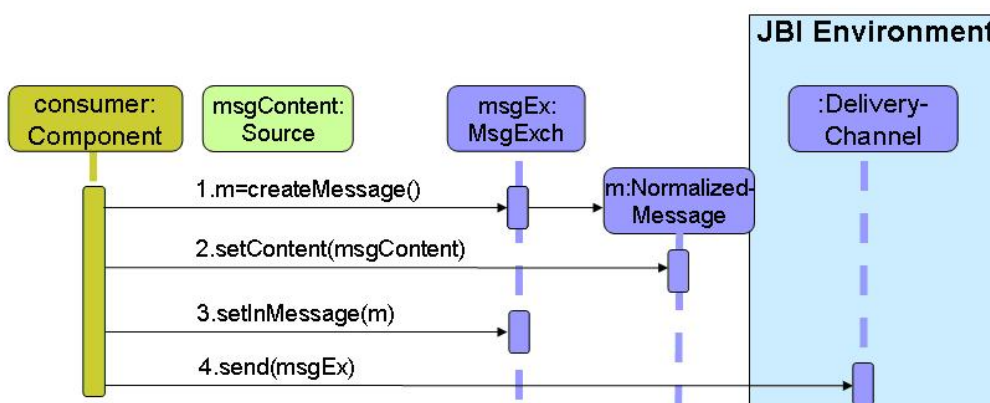 JBI Environment
consumer:
Component
msgContent:
Source
msgEx:
MsgExch
:Delivery-
Channel
1.m=createMessage()
m:Normalized-
Message
2.setContent(msgContent)
3.setInMessage(m)
4.send(msgEx)